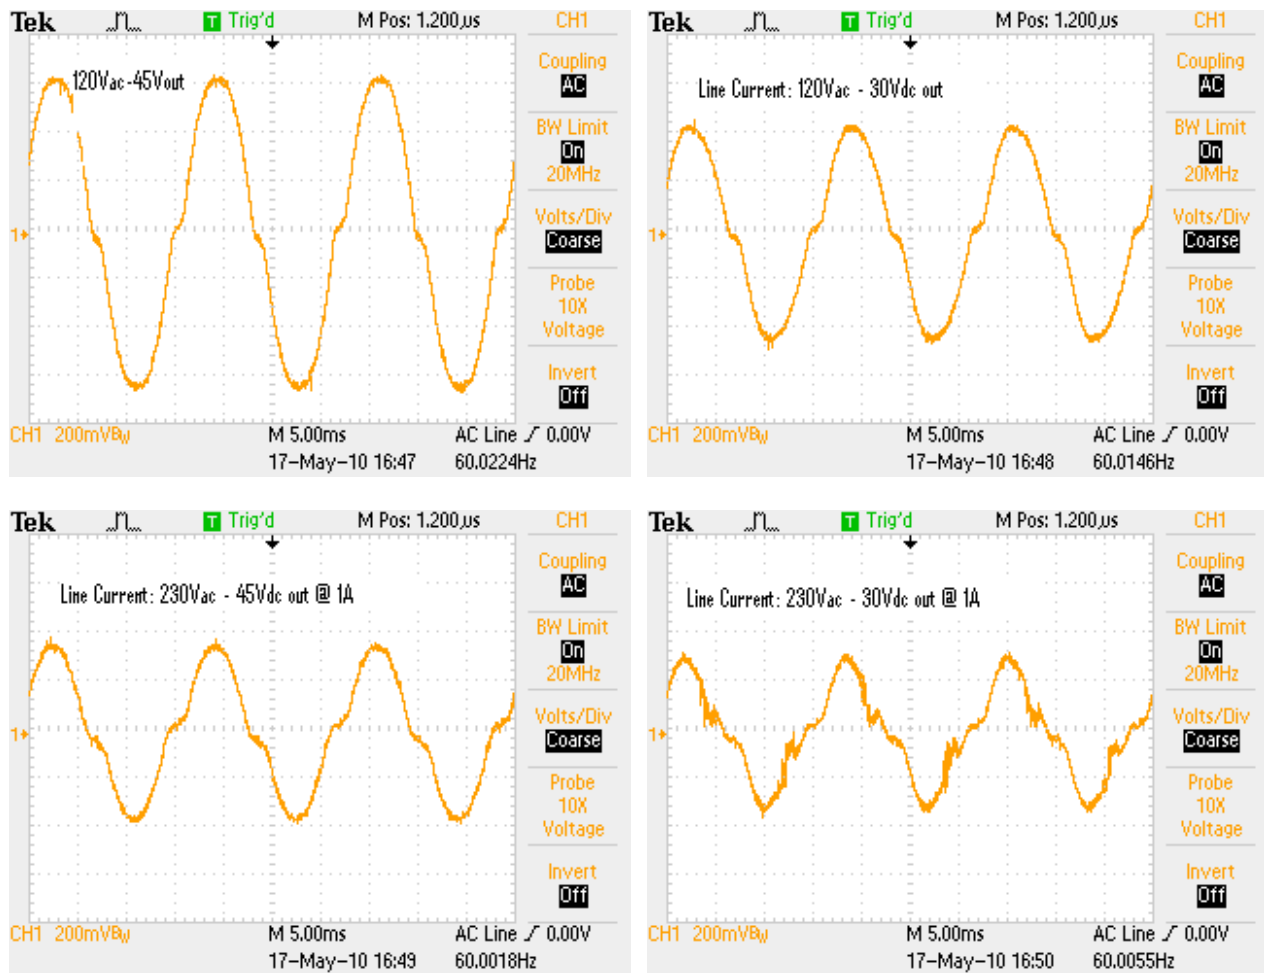 Tek Trig'd M Pos: 1.200µs CH1
Coupling
AC
BW Limit
On
20MHz
Volts/Div
Coarse
Probe
10X
Voltage
Invert
Off
120Vac-45Vout
1
CH1 200mVBW M 5.00ms AC Line 0.00V
17-May-10 16:47 60.0224Hz
Tek Trig'd M Pos: 1.200µs CH1
Coupling
AC
BW Limit
On
20MHz
Volts/Div
Coarse
Probe
10X
Voltage
Invert
Off
Line Current: 120Vac - 30Vdc out
1
CH1 200mVBW M 5.00ms AC Line 0.00V
17-May-10 16:48 60.0146Hz
Tek Trig'd M Pos: 1.200µs CH1
Coupling
AC
BW Limit
On
20MHz
Volts/Div
Coarse
Probe
10X
Voltage
Invert
Off
Line Current: 230Vac - 45Vdc out @ 1A
1
CH1 200mVBW M 5.00ms AC Line 0.00V
17-May-10 16:49 60.0018Hz
Tek Trig'd M Pos: 1.200µs CH1
Coupling
AC
BW Limit
On
20MHz
Volts/Div
Coarse
Probe
10X
Voltage
Invert
Off
Line Current: 230Vac - 30Vdc out @ 1A
1
CH1 200mVBW M 5.00ms AC Line 0.00V
17-May-10 16:50 60.0055Hz